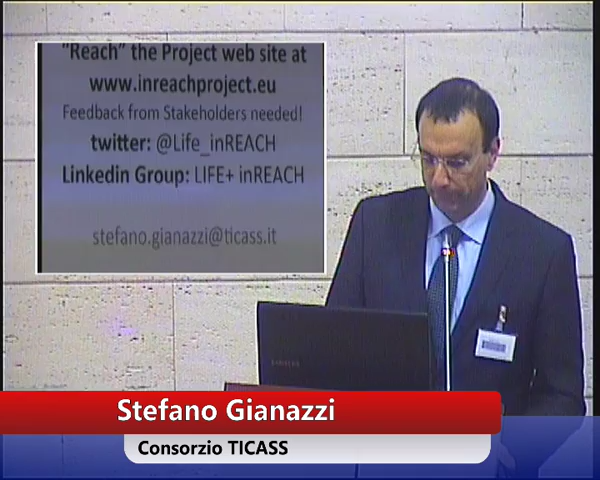 "Reach" the Project web site at
www.inreachproject.eu
Feedback from Stakeholders needed!
twitter: @Life_inREACH
Linkedin Group: LIFE+ inREACH
stefano.gianazzi@ticass.it
Stefano Gianazzi
Consorzio TICASS